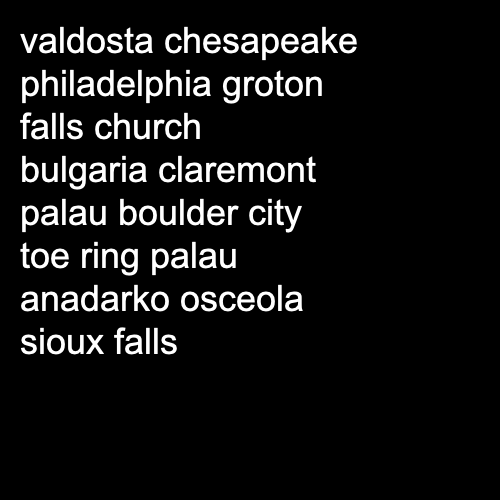 valdosta chesapeake
philadelphia groton
falls church
bulgaria claremont
palau boulder city
toe ring palau
anadarko osceola
sioux falls